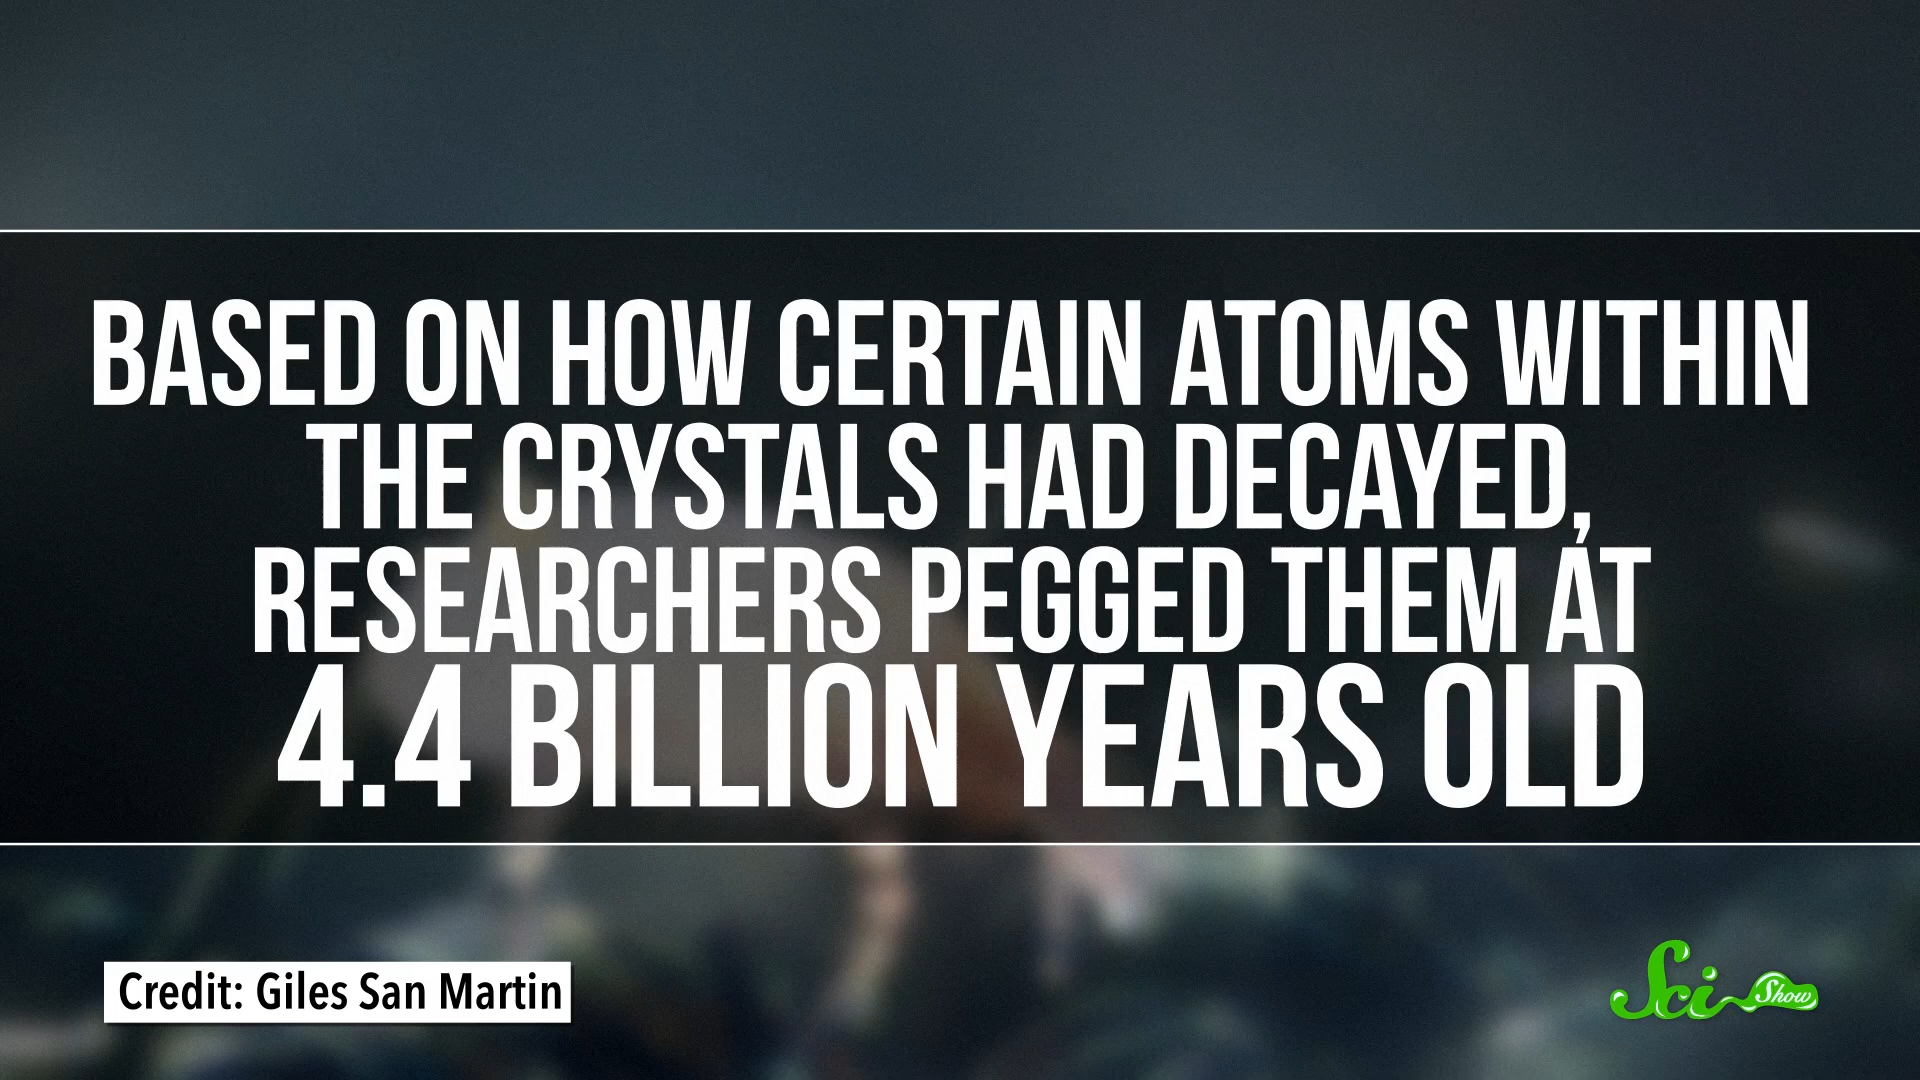 BASED ON HOW CERTAIN ATOMS WITHIN
THE CRYSTALS HAD DECAYED,
RESEARCHERS PEGGED THEM AT
4.4 BILLION YEARS OLD
Credit: Giles San Martin
Sci Show